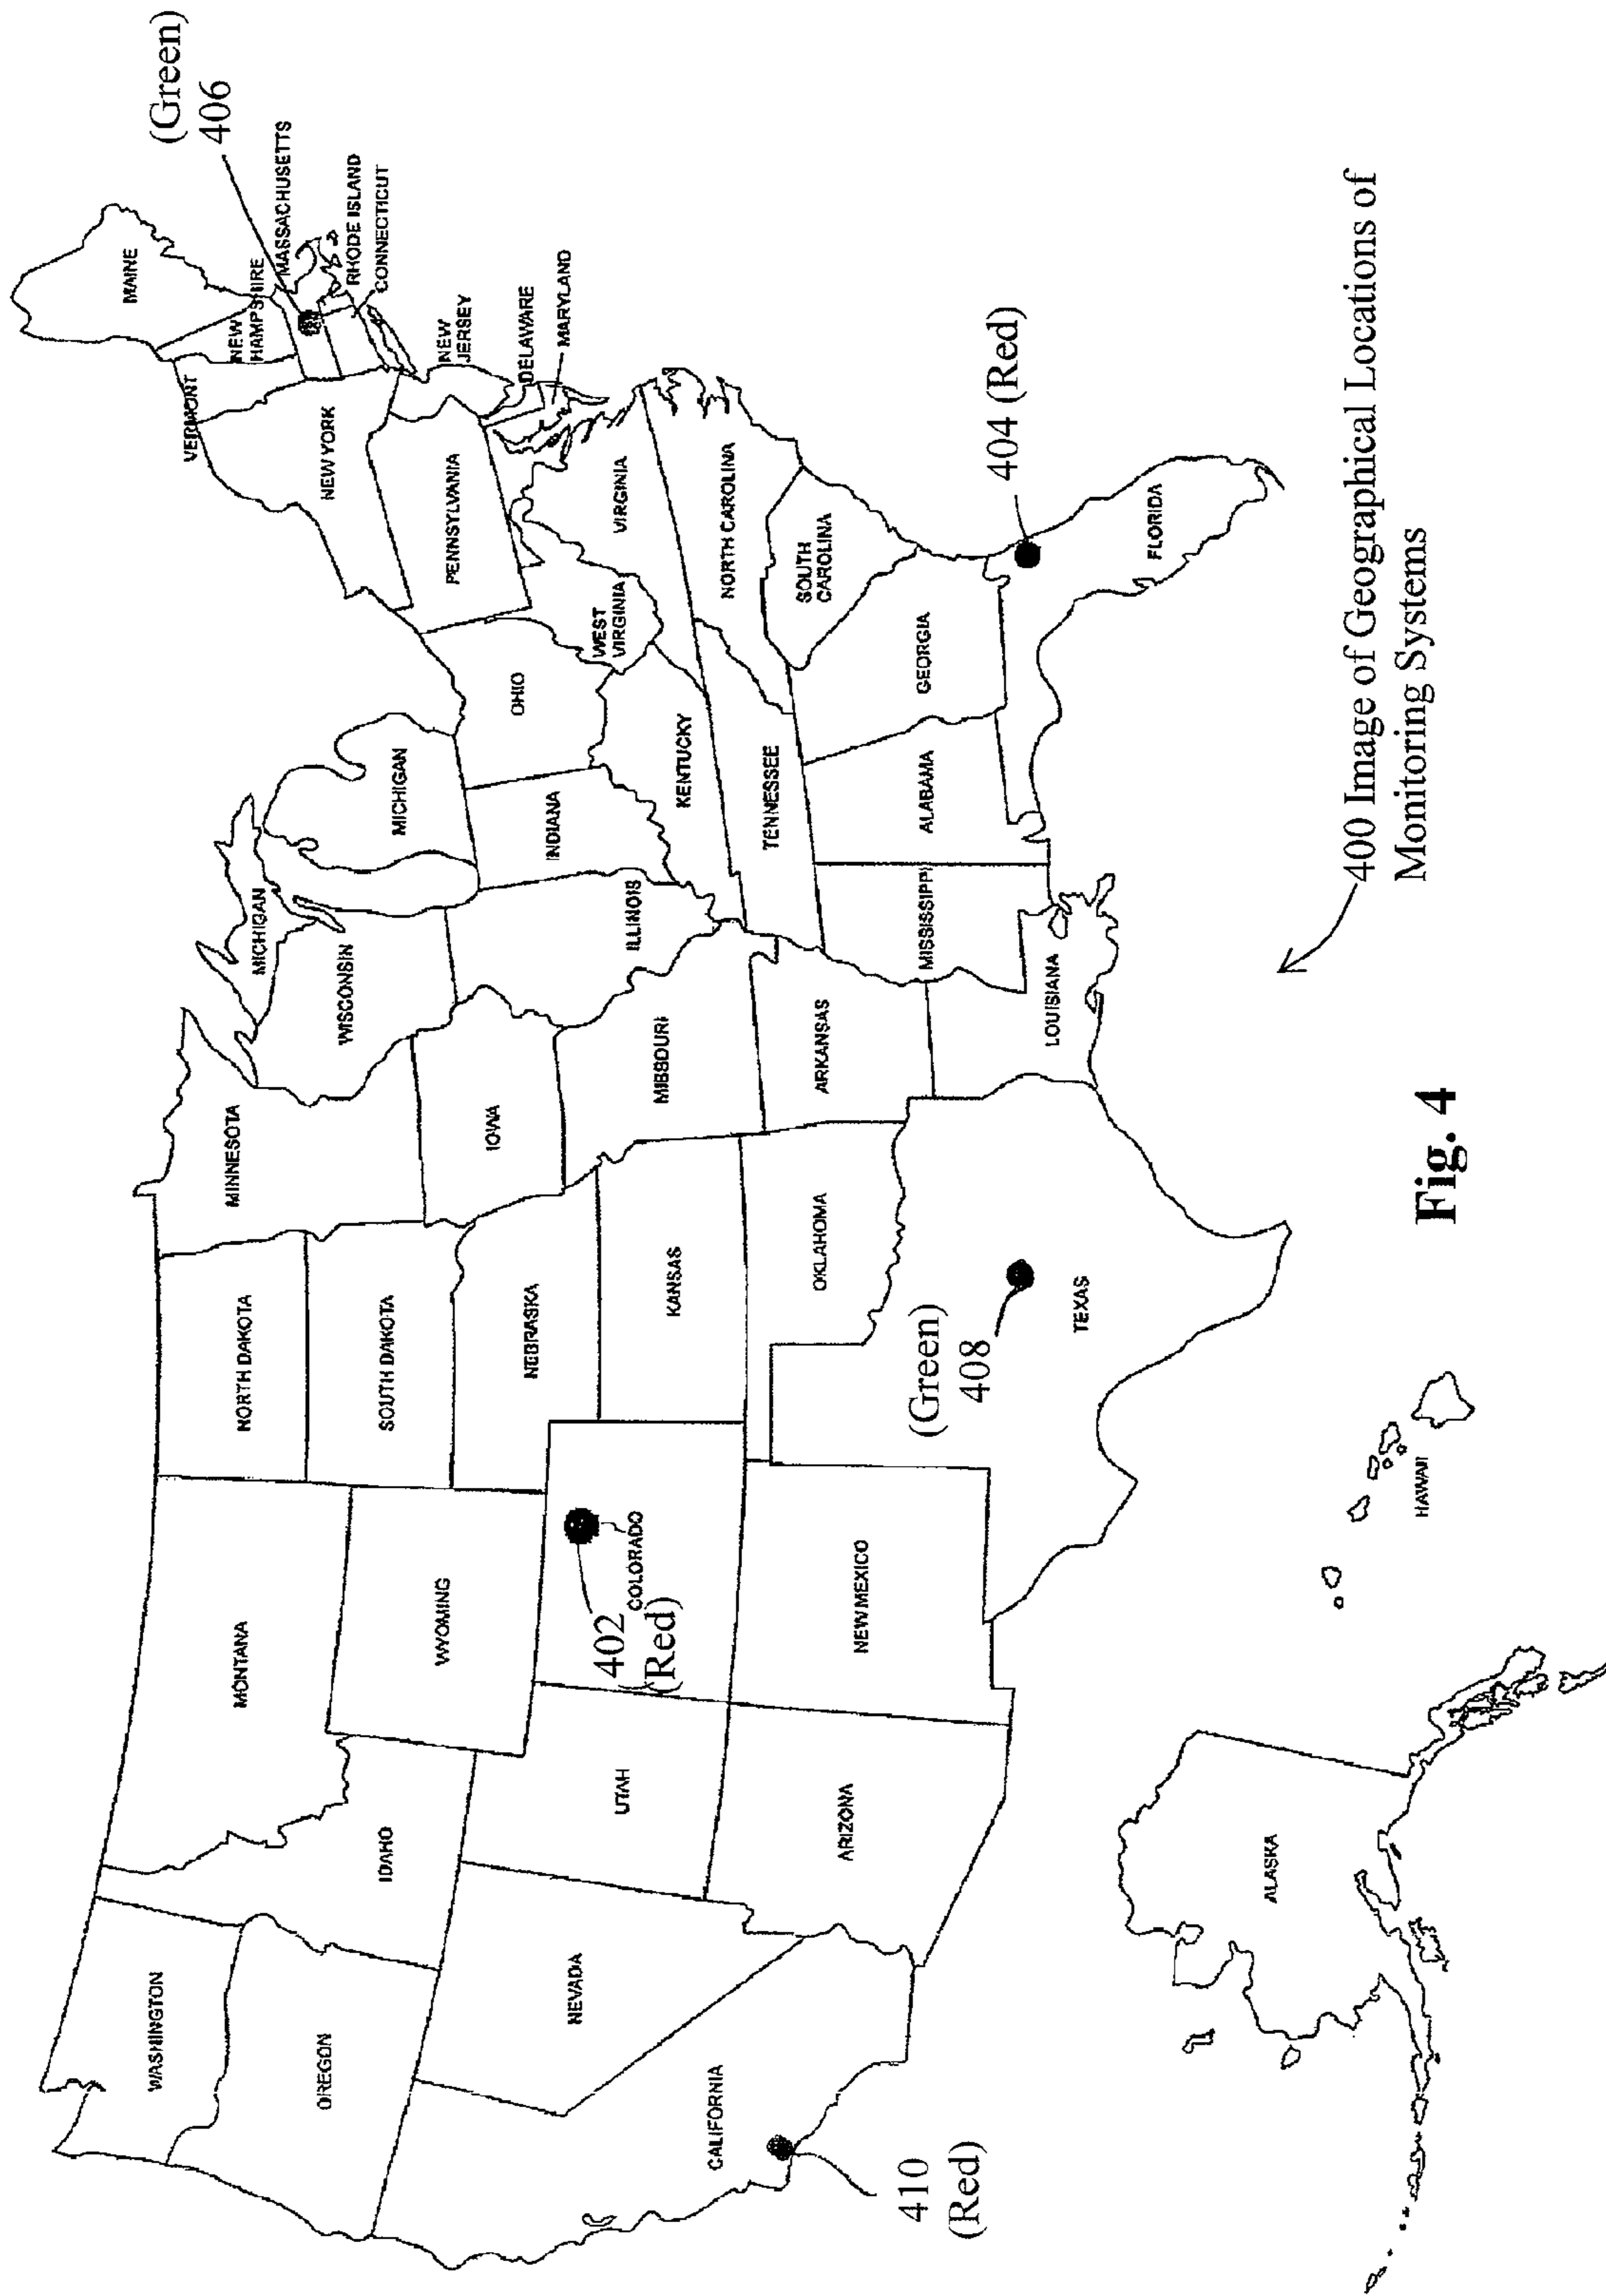 WASHINGTON
OREGON
CALIFORNIA
NEVADA
IDAHO
MONTANA
WYOMING
UTAH
ARIZONA
COLORADO
NEW MEXICO
NORTH DAKOTA
SOUTH DAKOTA
NEBRASKA
KANSAS
OKLAHOMA
TEXAS
MINNESOTA
IOWA
MISSOURI
ARKANSAS
LOUISIANA
WISCONSIN
ILLINOIS
MICHIGAN
MICHIGAN
INDIANA
OHIO
KENTUCKY
TENNESSEE
MISSISSIPPI
ALABAMA
GEORGIA
FLORIDA
SOUTH
CAROLINA
NORTH CAROLINA
VIRGINIA
WEST
VIRGINIA
PENNSYLVANIA
NEW YORK
VERMONT
NEW
HAMPSHIRE
MAINE
MASSACHUSETTS
RHODE ISLAND
CONNECTICUT
NEW
JERSEY
DELAWARE
MARYLAND
ALASKA
HAWAII
402
(Red)
404 (Red)
(Green)
406
(Green)
408
410
(Red)
400 Image of Geographical Locations of
Monitoring Systems
Fig. 4